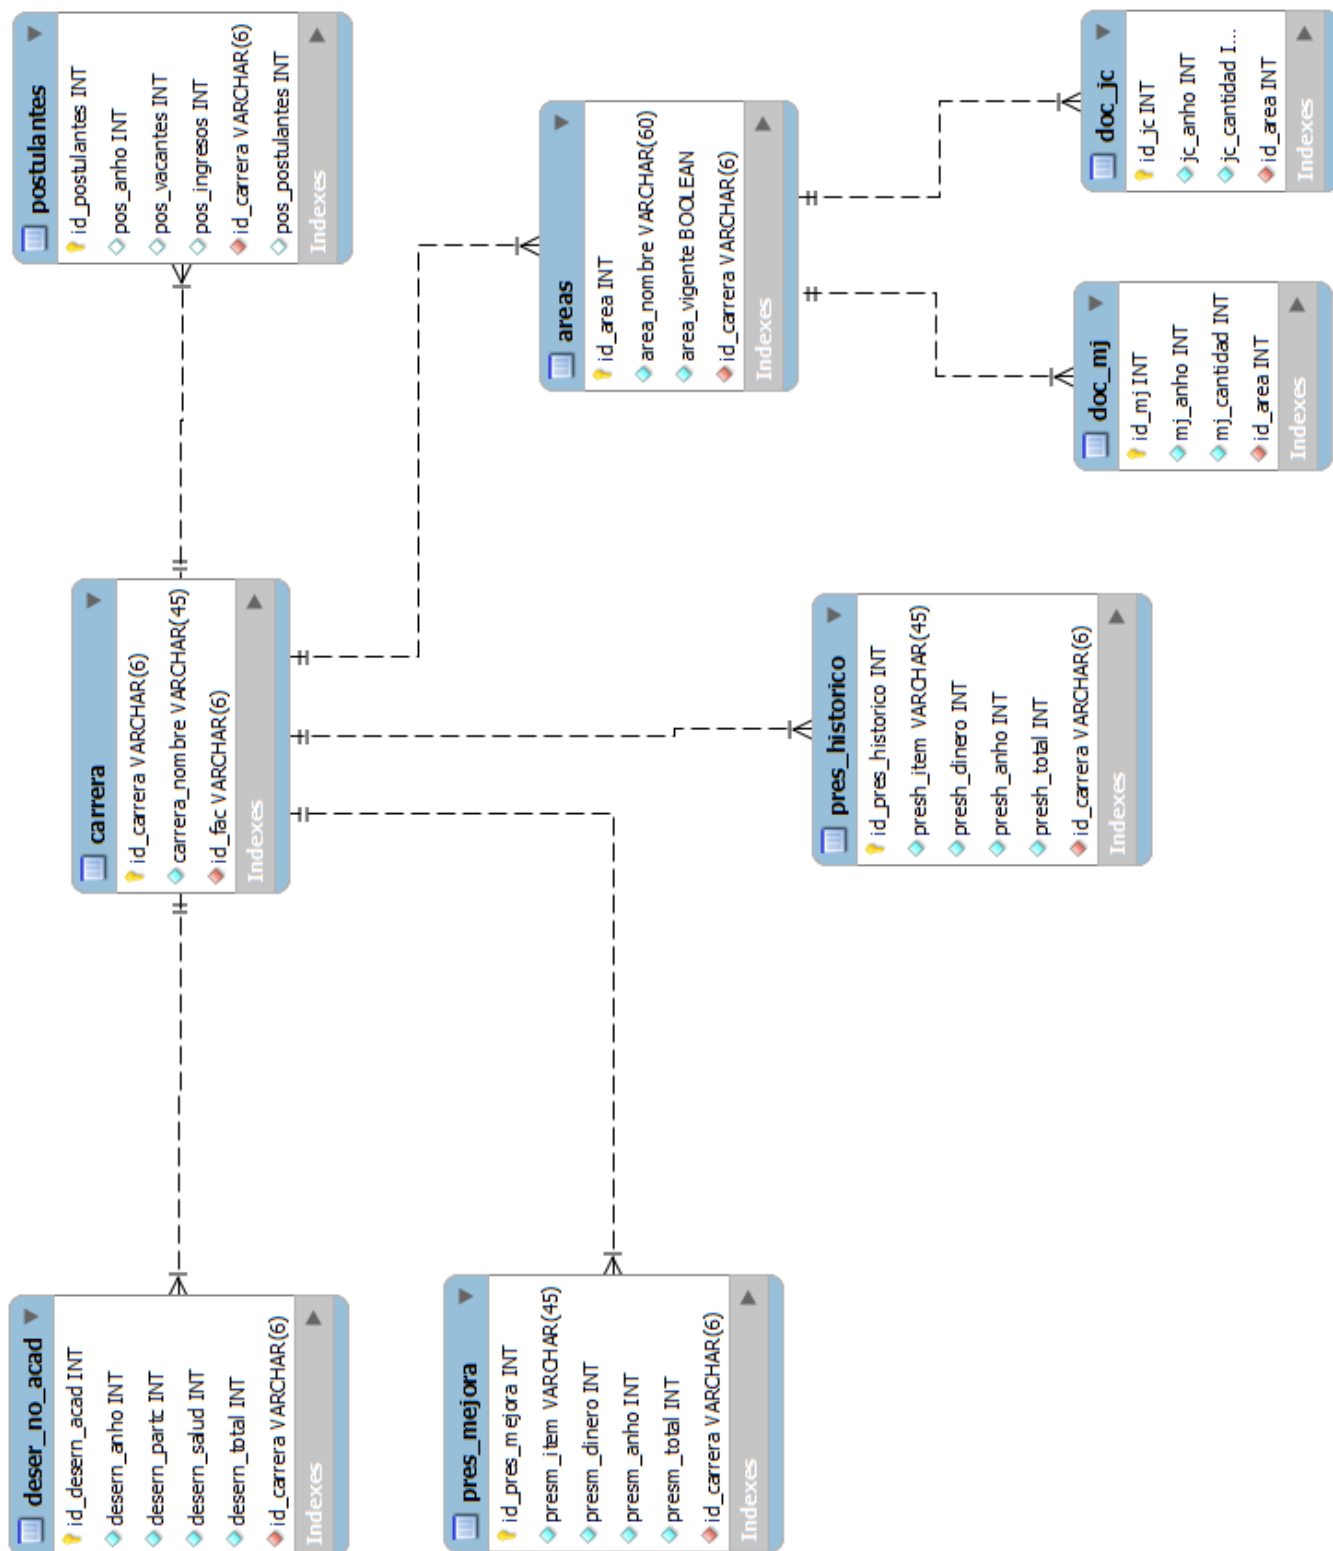 deser_no_acad
id_desern_acad INT
desern_anho INT
desern_partc INT
desern_salud INT
desern_total INT
id_carrera VARCHAR(6)
Indexes
carrera
id_carrera VARCHAR(6)
carrera_nombre VARCHAR(45)
id_fac VARCHAR(6)
Indexes
postulantes
id_postulantes INT
pos_anho INT
pos_vacantes INT
pos_ingresos INT
id_carrera VARCHAR(6)
pos_postulantes INT
Indexes
pres_mejora
id_pres_mejora INT
presm_item VARCHAR(45)
presm_dinero INT
presm_anho INT
presm_total INT
id_carrera VARCHAR(6)
Indexes
areas
id_area INT
area_nombre VARCHAR(60)
area_vigente BOOLEAN
id_carrera VARCHAR(6)
Indexes
pres_historico
id_pres_historico INT
presh_item VARCHAR(45)
presh_dinero INT
presh_anho INT
presh_total INT
id_carrera VARCHAR(6)
Indexes
doc_mj
id_mj INT
mj_anho INT
mj_cantidad INT
id_area INT
Indexes
doc_jc
id_jc INT
jc_anho INT
jc_cantidad I...
id_area INT
Indexes